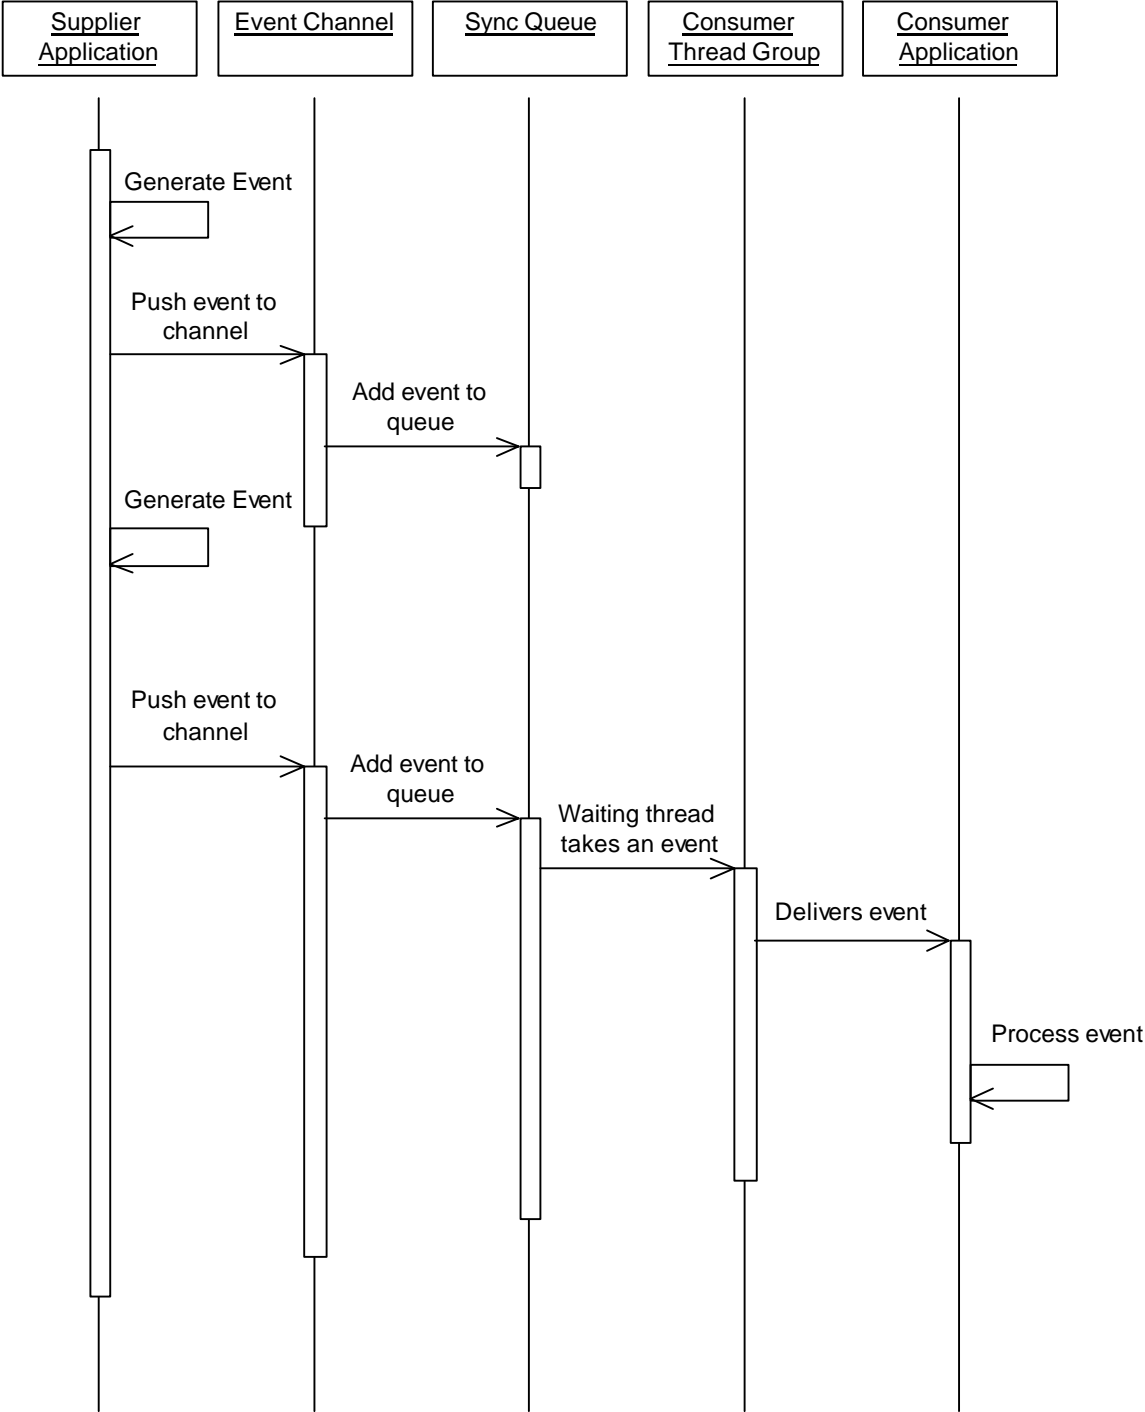 Supplier
Application
Event Channel
Sync Queue
Consumer
Thread Group
Consumer
Application
Generate Event
Push event to
channel
Add event to
queue
Generate Event
Push event to
channel
Add event to
queue
Waiting thread
takes an event
Delivers event
Process event